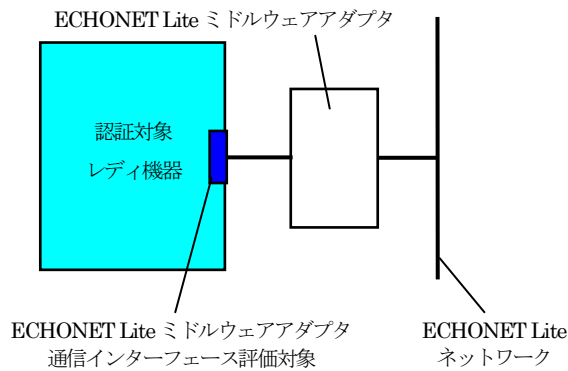 ECHONET Lite ミドルウェアアダプタ
認証対象
レディ機器
ECHONET Lite ミドルウェアアダプタ
通信インターフェース評価対象
ECHONET Lite
ネットワーク